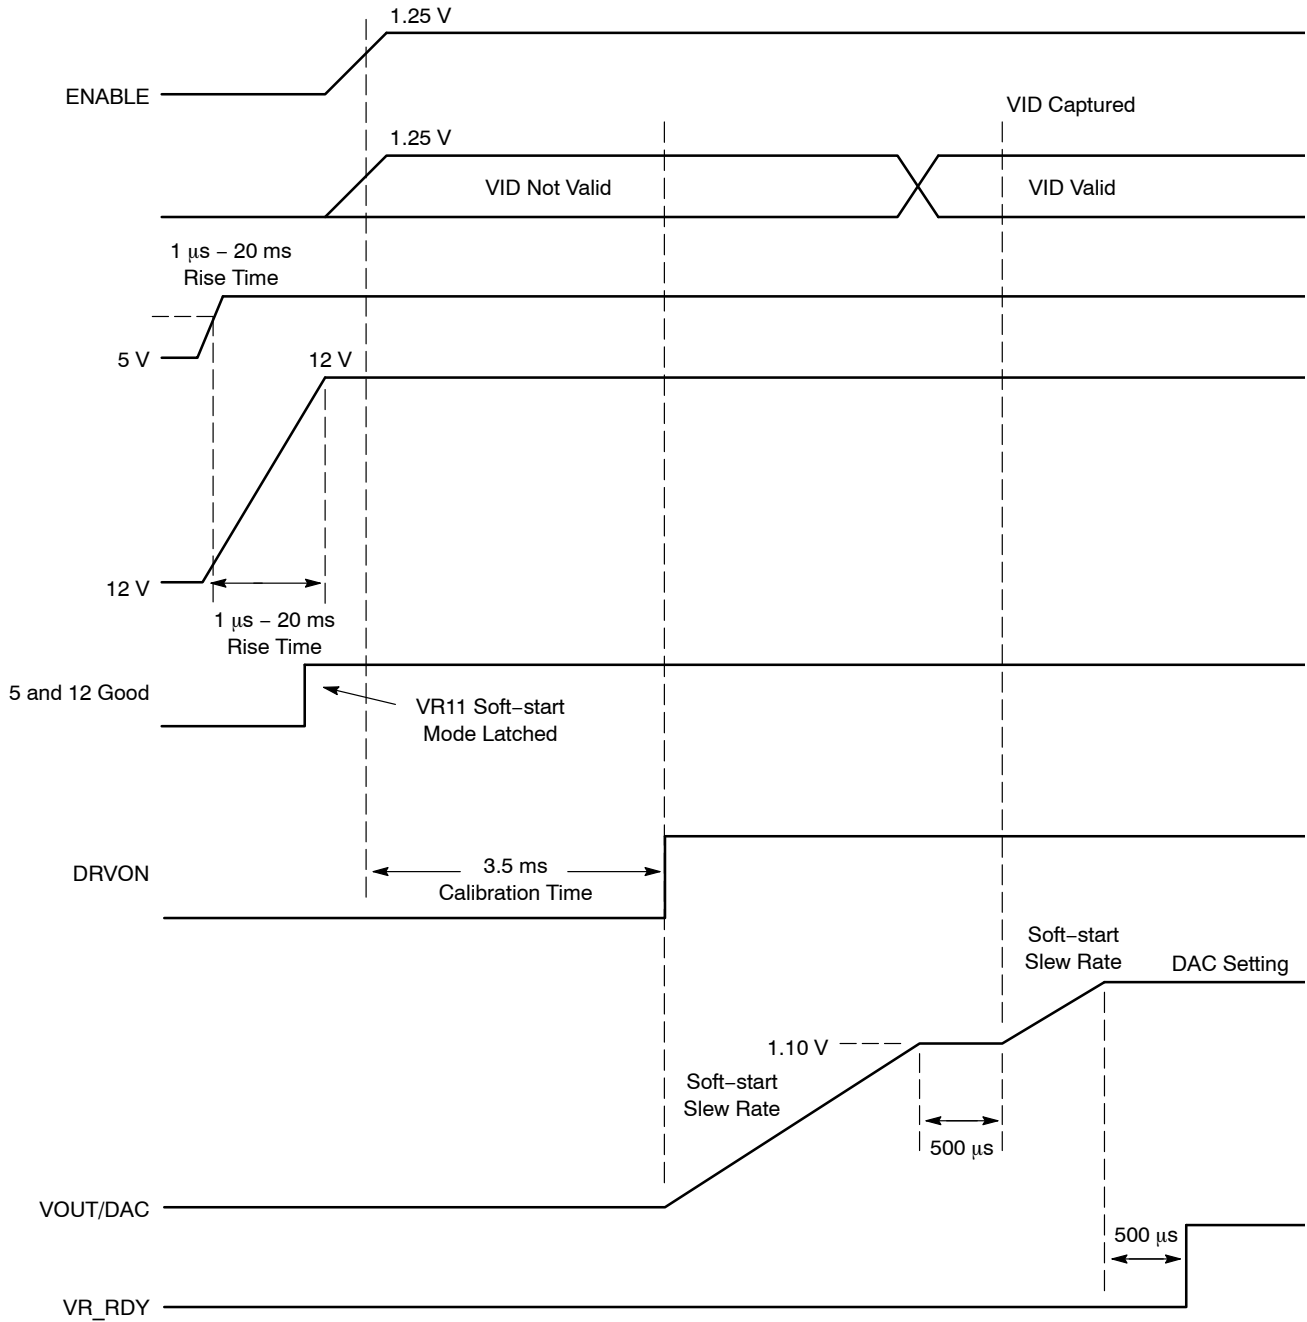 1.25 V
ENABLE
VID Captured
1.25 V
VID Not Valid
VID Valid
1 μs – 20 ms
Rise Time
5 V
12 V
12 V
1 μs – 20 ms
Rise Time
5 and 12 Good
VR11 Soft–start
Mode Latched
DRVON
3.5 ms
Calibration Time
Soft–start
Slew Rate
DAC Setting
1.10 V
Soft–start
Slew Rate
500 μs
VOUT/DAC
500 μs
VR_RDY